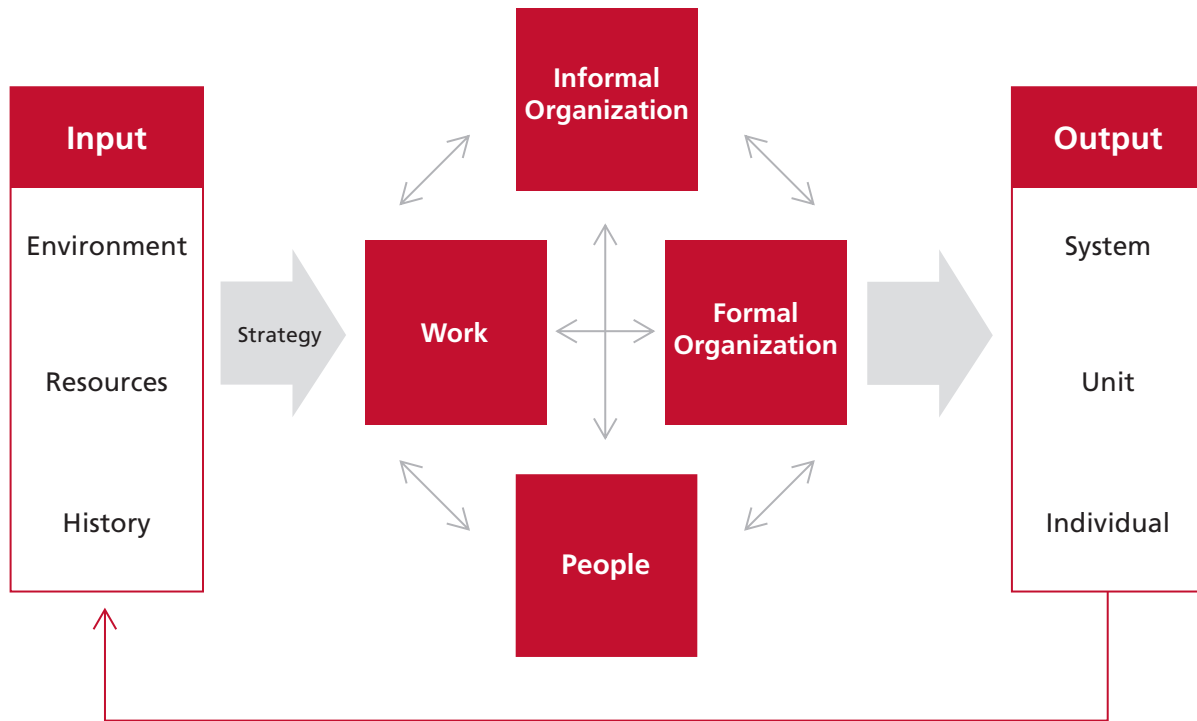 Input
Environment
Resources
History
Strategy
Informal
Organization
Work
Formal
Organization
People
Output
System
Unit
Individual